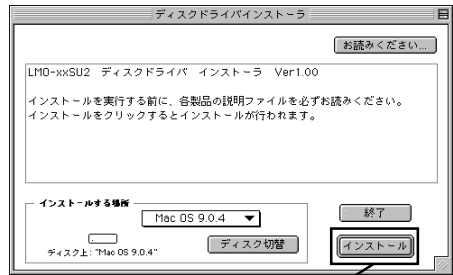 ディスクドライバインストーラ
お読みください...
LMO-xxSU2 ディスクドライバ インストーラ Ver1.00
インストールを実行する前に、各製品の説明ファイルを必ずお読みください。
インストールをクリックするとインストールが行われます。
インストールする場所
Mac OS 9.0.4
終了
ディスク上:"Mac OS 9.0.4"
ディスク切替
インストール